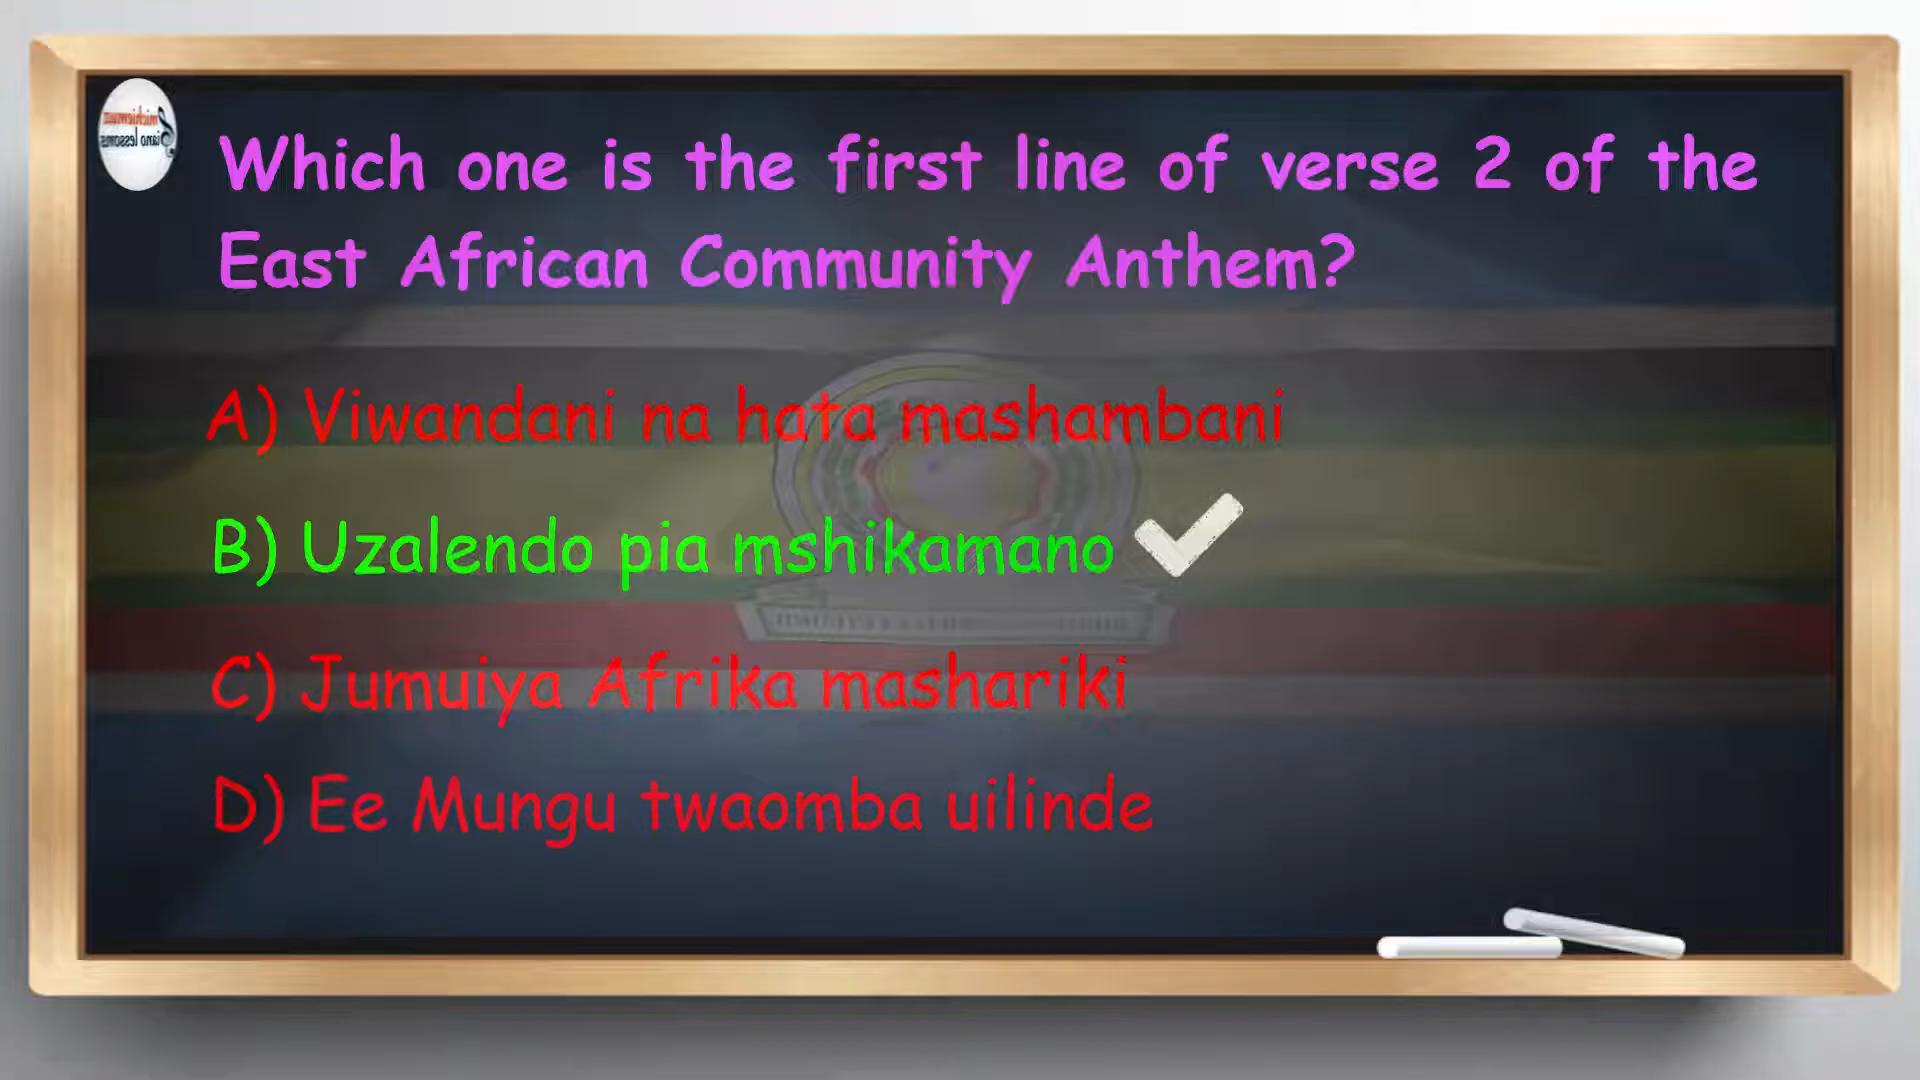 Which one is the first line of verse 2 of the
East African Community Anthem?
A) Viwandani na hata mashambani
B) Uzalendo pia mshikamano
C) Jumuiya Afrika mashariki
D) Ee Mungu twaomba uilinde